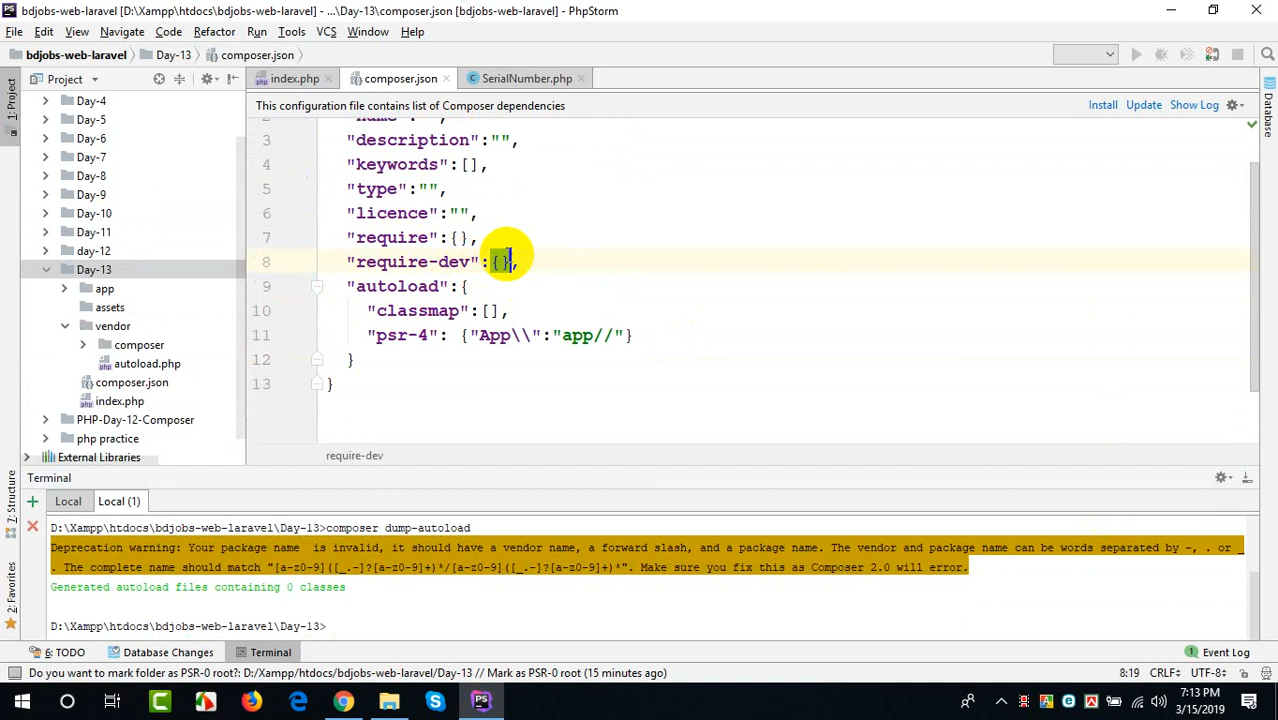 bdjobs-web-laravel [D:\Xampp\htdocs\bdjobs-web-laravel] - ...\Day-13\composer.json [bdjobs-web-laravel] - PhpStorm
File Edit View Navigate Code Refactor Run Tools VCS Window Help
bdjobs-web-laravel Day-13 composer.json
Project index.php composer.json SerialNumber.php
1: Project
Database
Day-4
Day-5
Day-6
Day-7
Day-8
Day-9
Day-10
Day-11
day-12
Day-13
app
assets
vendor
composer
autoload.php
composer.json
index.php
PHP-Day-12-Composer
php practice
External Libraries
This configuration file contains list of Composer dependencies Install Update Show Log
3 "description":"",
4 "keywords":[],
5 "type":"",
6 "licence":"",
7 "require":{},
8 "require-dev":{},
9 "autoload":{
10 "classmap":[],
11 "psr-4": {"App\\":"app//"}
12 }
13 }
require-dev
Terminal
7: Structure
2: Favorites
Local Local (1)
D:\Xampp\htdocs\bdjobs-web-laravel\Day-13>composer dump-autoload
Deprecation warning: Your package name  is invalid, it should have a vendor name, a forward slash, and a package name. The vendor and package name can be words separated by -, . or _
. The complete name should match "[a-z0-9]([_.-]?[a-z0-9]+)*/[a-z0-9]([_.-]?[a-z0-9]+)*". Make sure you fix this as Composer 2.0 will error.
Generated autoload files containing 0 classes
D:\Xampp\htdocs\bdjobs-web-laravel\Day-13>
6: TODO Database Changes Terminal Event Log
Do you want to mark folder as PSR-0 root?: D:/Xampp/htdocs/bdjobs-web-laravel/Day-13 // Mark as PSR-0 root (15 minutes ago) 8:19 CRLF÷ UTF-8÷
7:13 PM
3/15/2019